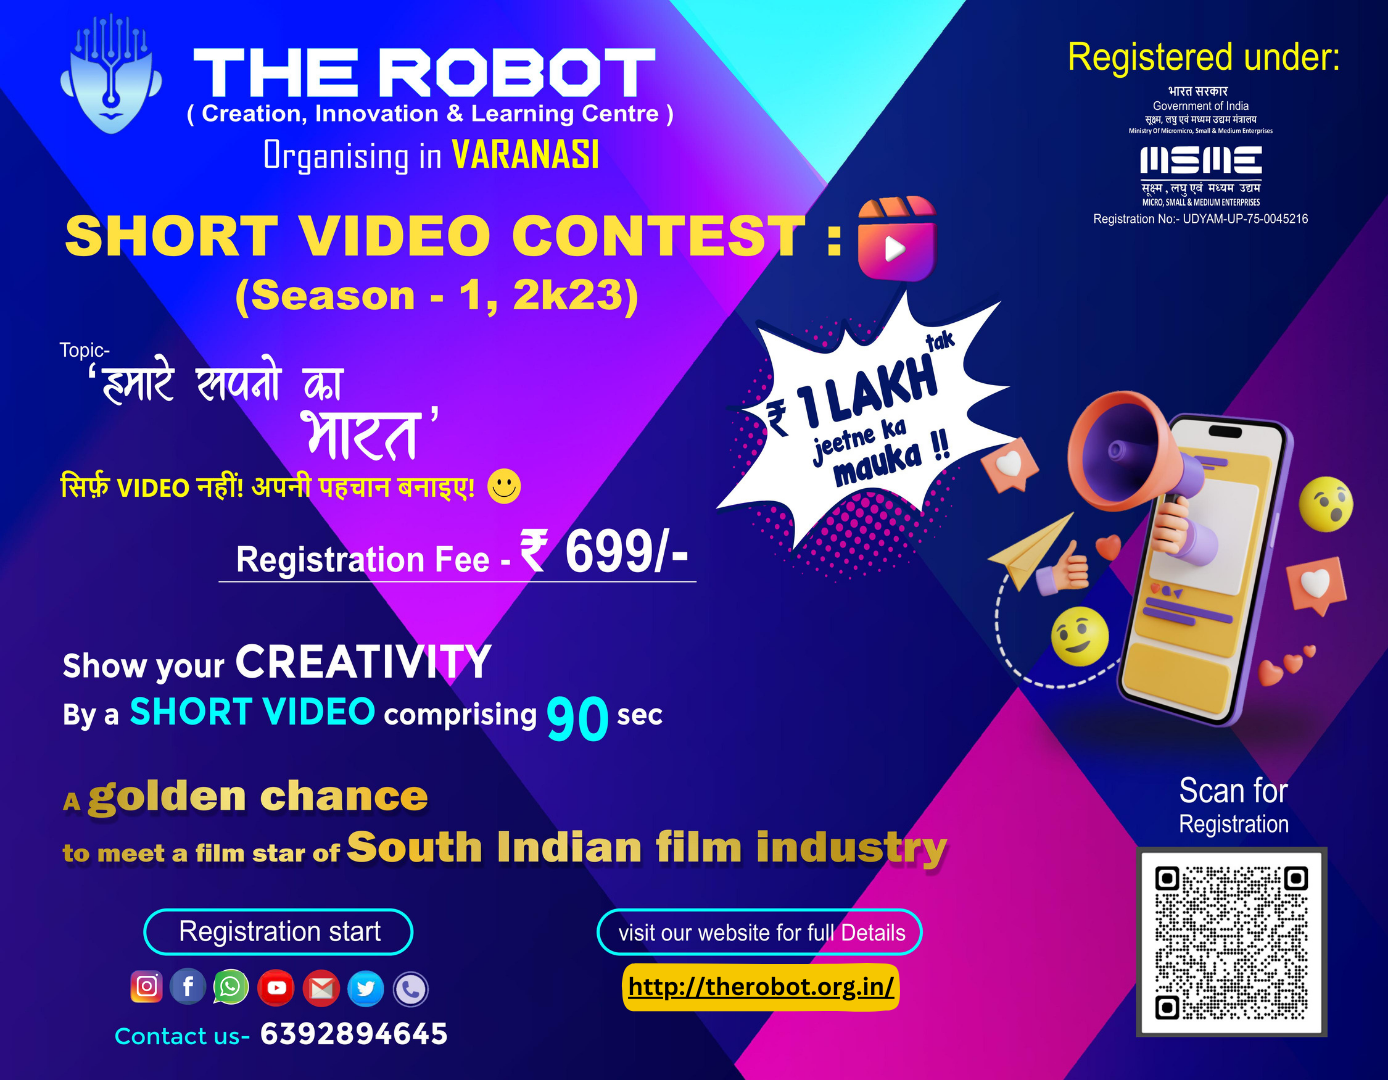 THE ROBOT
( Creation, Innovation & Learning Centre )
Organising in VARANASI
SHORT VIDEO CONTEST :
(Season - 1, 2k23)
Topic-
‘हमारे सपनो का
भारत’
सिर्फ़ VIDEO नहीं! अपनी पहचान बनाइए!
Registration Fee - ₹ 699/-
₹ 1 LAKH tak
jeetne ka
mauka !!
Show your CREATIVITY
By a SHORT VIDEO comprising 90 sec
A golden chance
to meet a film star of South Indian film industry
Registration start
Contact us- 6392894645
visit our website for full Details
http://therobot.org.in/
Registered under:
भारत सरकार
Government of India
सूक्ष्म, लघु एवं मध्यम उद्यम मंत्रालय
Ministry Of Micromicro, Small & Medium Enterprises
MSME
सूक्ष्म , लघु एवं मध्यम उद्यम
MICRO, SMALL & MEDIUM ENTERPRISES
Registration No:- UDYAM-UP-75-0045216
Scan for
Registration